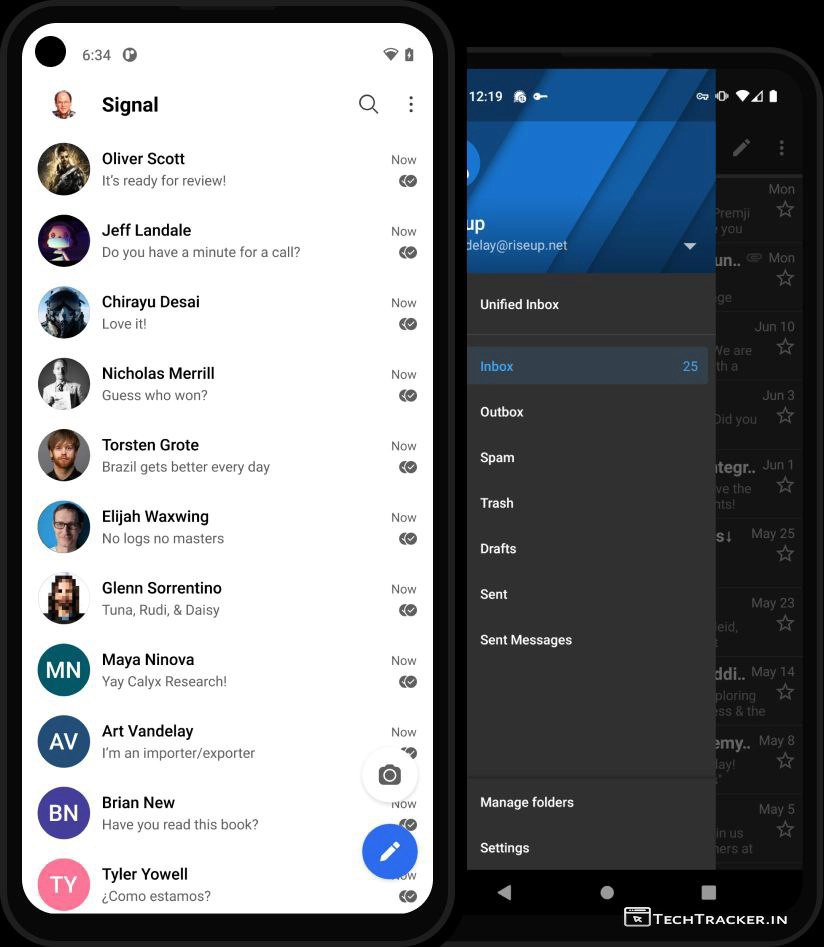 6:34
Signal
Oliver Scott
Now
It's ready for review!
Jeff Landale
Now
Do you have a minute for a call?
Chirayu Desai
Now
Love it!
Nicholas Merrill
Now
Guess who won?
Torsten Grote
Now
Brazil gets better every day
Elijah Waxwing
Now
No logs no masters
Glenn Sorrentino
Now
Tuna, Rudi, & Daisy
MN
Maya Ninova
Now
Yay Calyx Research!
AV
Art Vandelay
Now
I'm an importer/exporter
BN
Brian New
Now
Have you read this book?
TY
Tyler Yowell
¿Como estamos?
12:19
up
delay@riseup.net
Unified Inbox
Inbox 25
Outbox
Spam
Trash
Drafts
Sent
Sent Messages
Manage folders
Settings
Mon
Premji
you
un.. Mon
ge
Jun 10
We are
th a
Jun 3
Did you
ntegr.. Jun 1
ve the
nts!
s↓ May 25
May 23
eid,
ddi.. May 14
ploring
ess & the
emy.. May 8
lay!
May 5
in us
ners at
TECHTRACKER.IN